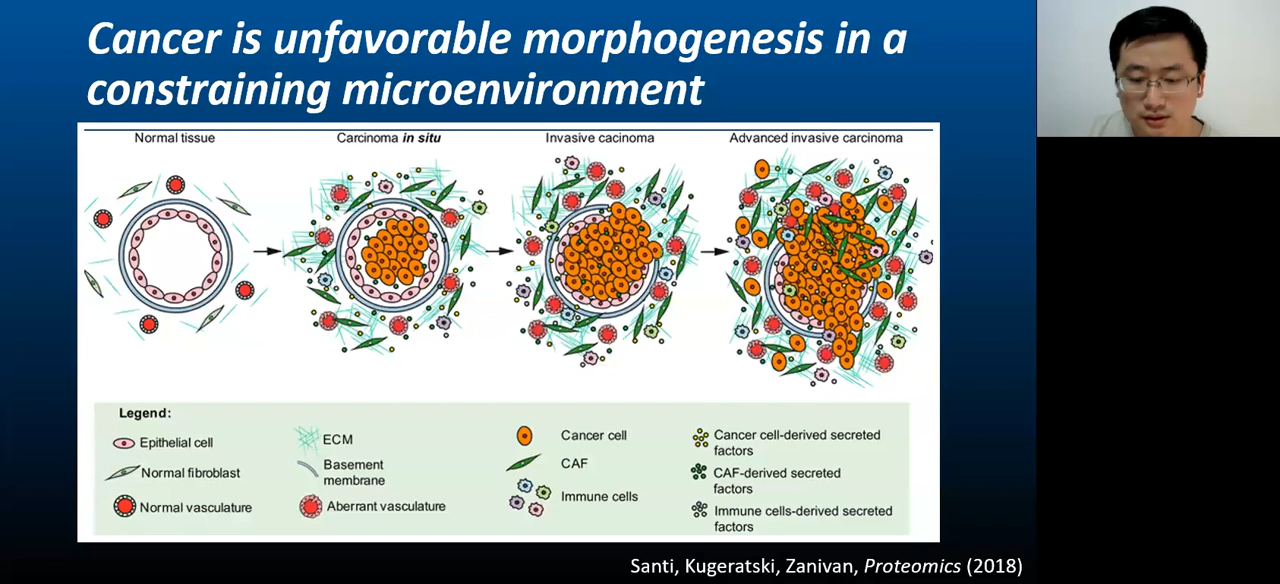 Cancer is unfavorable morphogenesis in a
constraining microenvironment
Normal tissue
Carcinoma in situ
Invasive cacinoma
Advanced invasive carcinoma
Legend:
Epithelial cell
Normal fibroblast
Normal vasculature
ECM
Basement
membrane
Aberrant vasculature
Cancer cell
CAF
Immune cells
Cancer cell-derived secreted
factors
CAF-derived secreted
factors
Immune cells-derived secreted
factors
Santi, Kugeratski, Zanivan, Proteomics (2018)